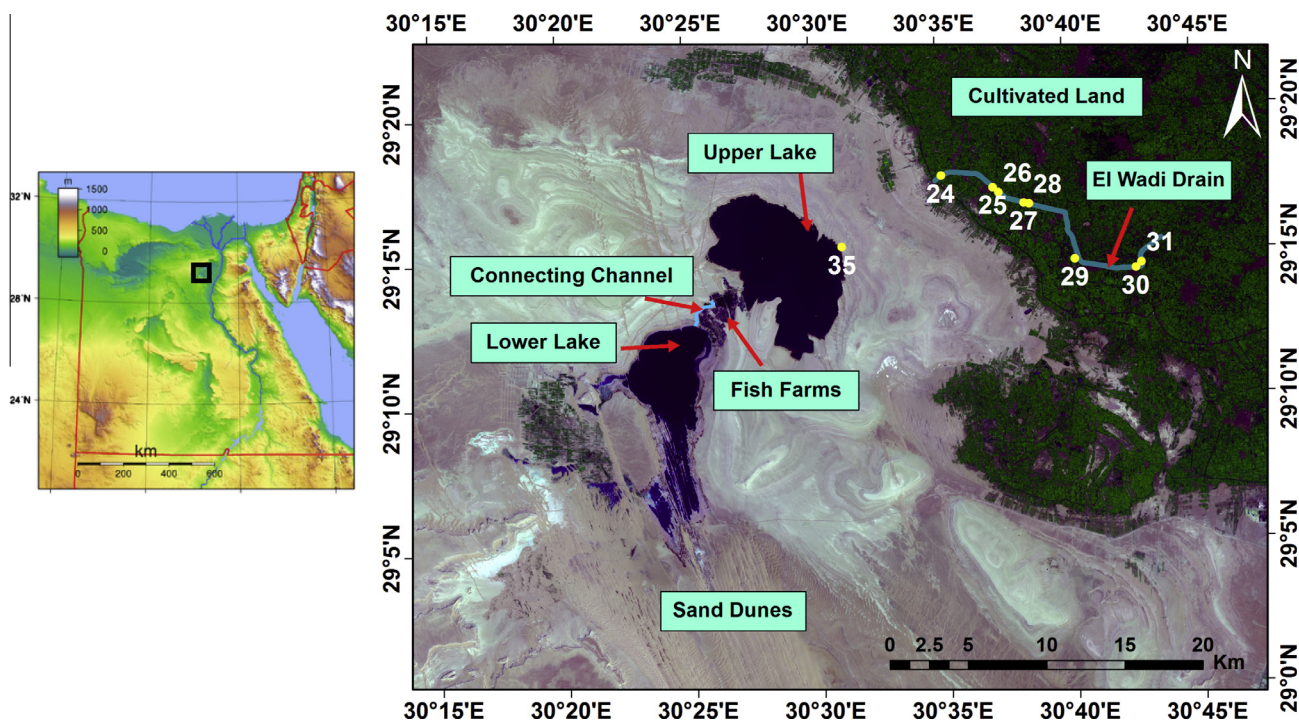 m
1500
1000
500
0
32°N
28°N
24°N
km
0 200 400 600
30°15'E 30°20'E 30°25'E 30°30'E 30°35'E 30°40'E 30°45'E
29°20'N
29°15'N
29°10'N
29°5'N
N
Cultivated Land
Upper Lake
26 28
24
25
27
El Wadi Drain
31
35
29
30
Connecting Channel
Lower Lake
Fish Farms
Sand Dunes
0 2.5 5 10 15 20
Km
29°20'N
29°15'N
29°10'N
29°5'N
29°0'N
30°15'E 30°20'E 30°25'E 30°30'E 30°35'E 30°40'E 30°45'E